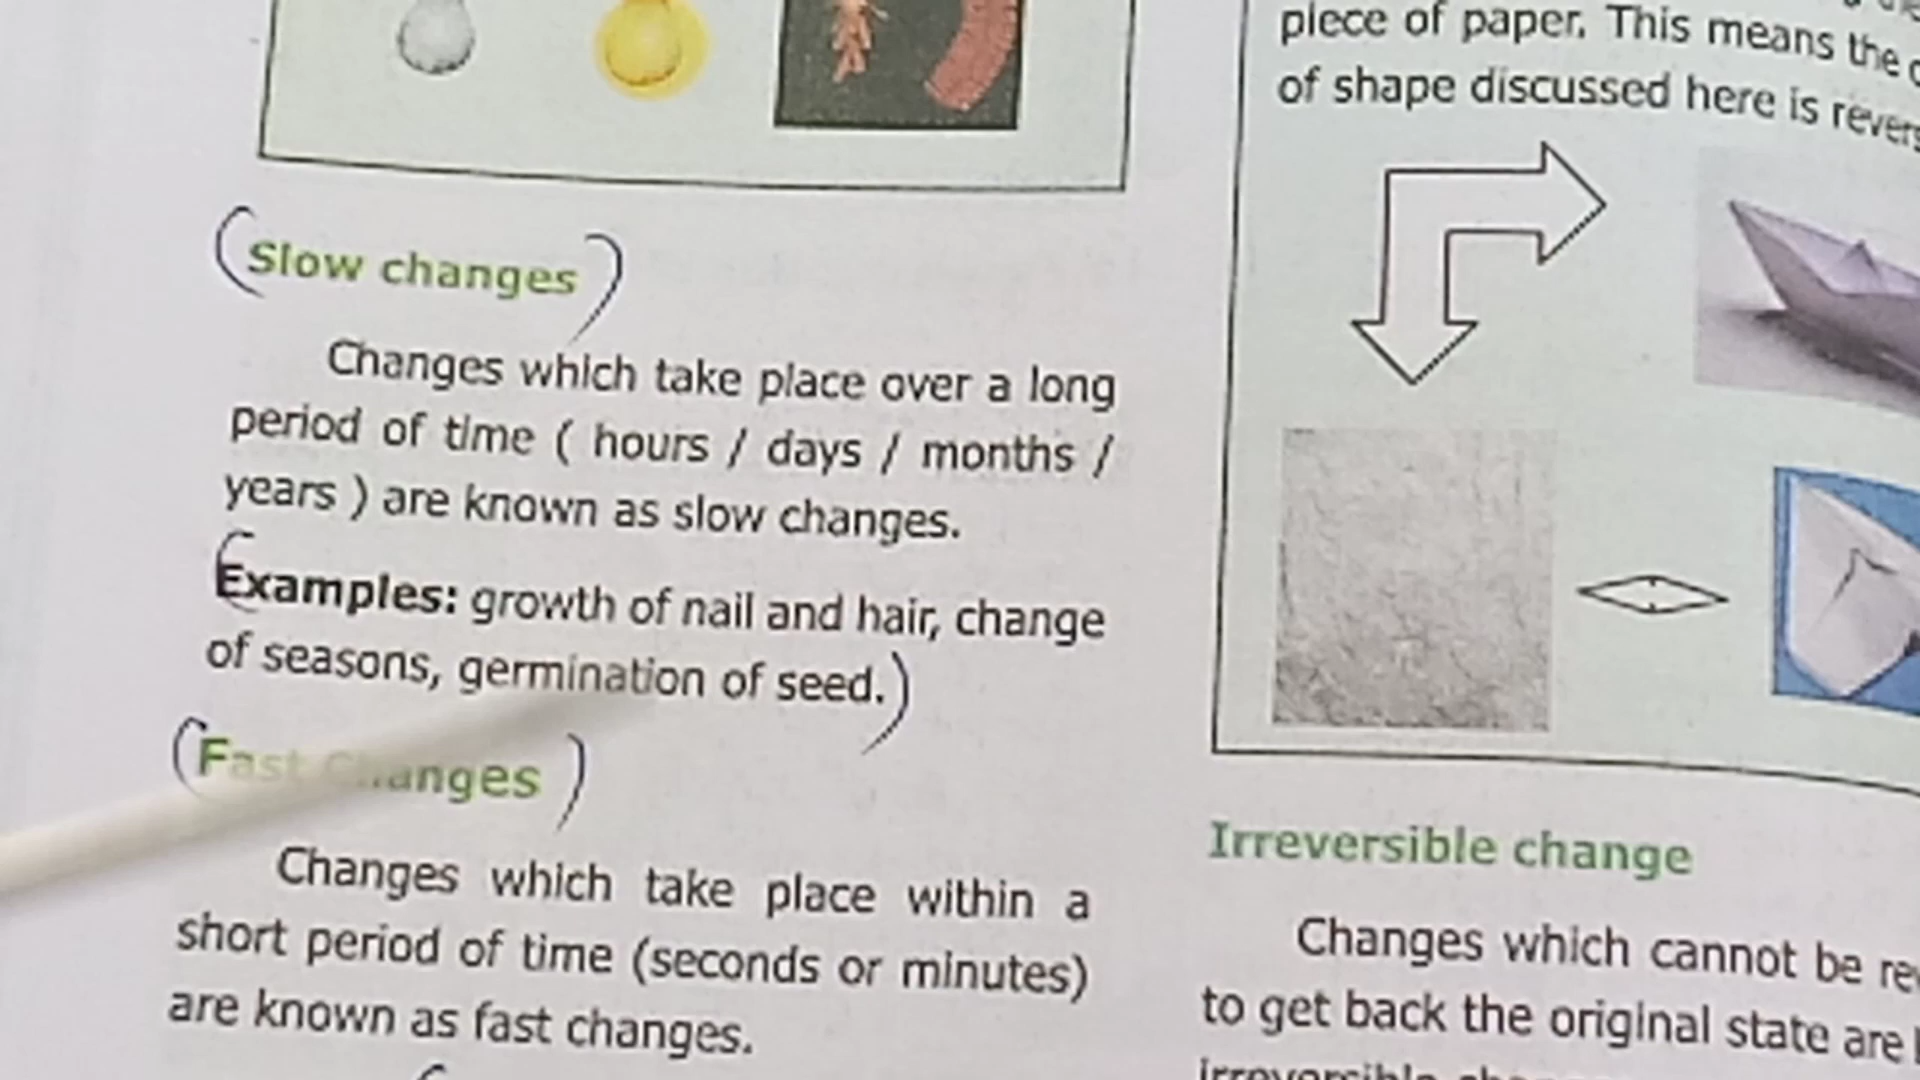 Slow changes
Changes which take place over a long
period of time ( hours / days / months /
years ) are known as slow changes.
Examples: growth of nail and hair, change
of seasons, germination of seed.
Fast changes
Changes which take place within a
short period of time (seconds or minutes)
are known as fast changes.
piece of paper. This means the
of shape discussed here is
Irreversible change
Changes which cannot be
to get back the original state are